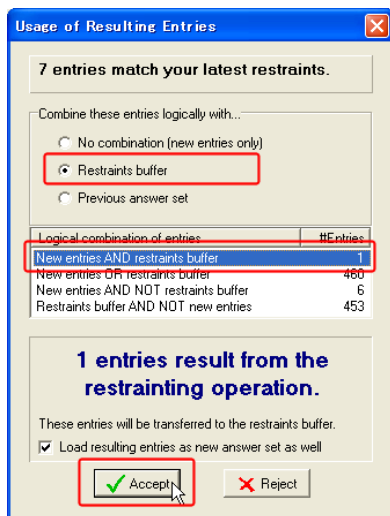 Usage of Resulting Entries
7 entries match your latest restraints.
Combine these entries logically with...
No combination (new entries only)
Restraints buffer
Previous answer set
Logical combination of entries #Entries
New entries AND restraints buffer 1
New entries OR restraints buffer 460
New entries AND NOT restraints buffer 6
Restraints buffer AND NOT new entries 453
1 entries result from the
restrainting operation.
These entries will be transferred to the restraints buffer.
Load resulting entries as new answer set as well
Accept Reject